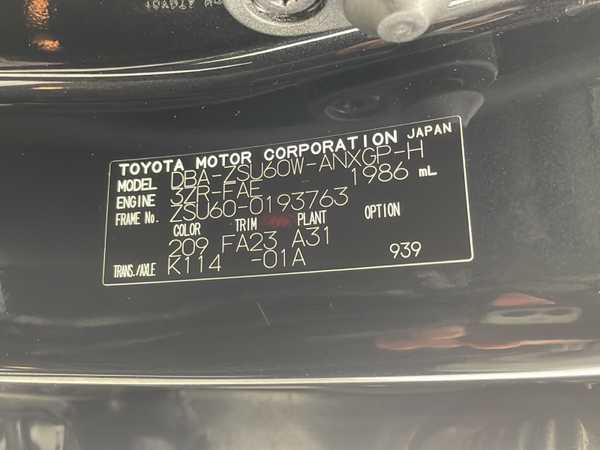 TOYOTA MOTOR CORPORATION JAPAN
MODEL DBA-ZSU60W-ANXGP-H
ENGINE 3ZR-FAE 1986 mL
FRAME No. ZSU60-0193763
COLOR TRIM PLANT OPTION
209 FA23 A31
TRANS./AXLE K114 -01A 939